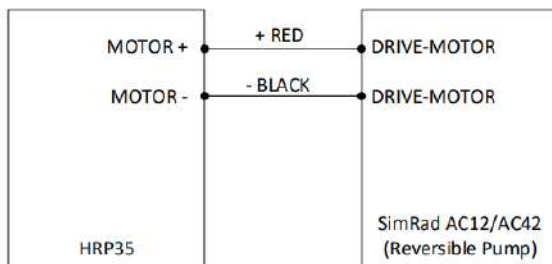 MOTOR + + RED DRIVE-MOTOR
MOTOR - - BLACK DRIVE-MOTOR
HRP35
SimRad AC12/AC42
(Reversible Pump)